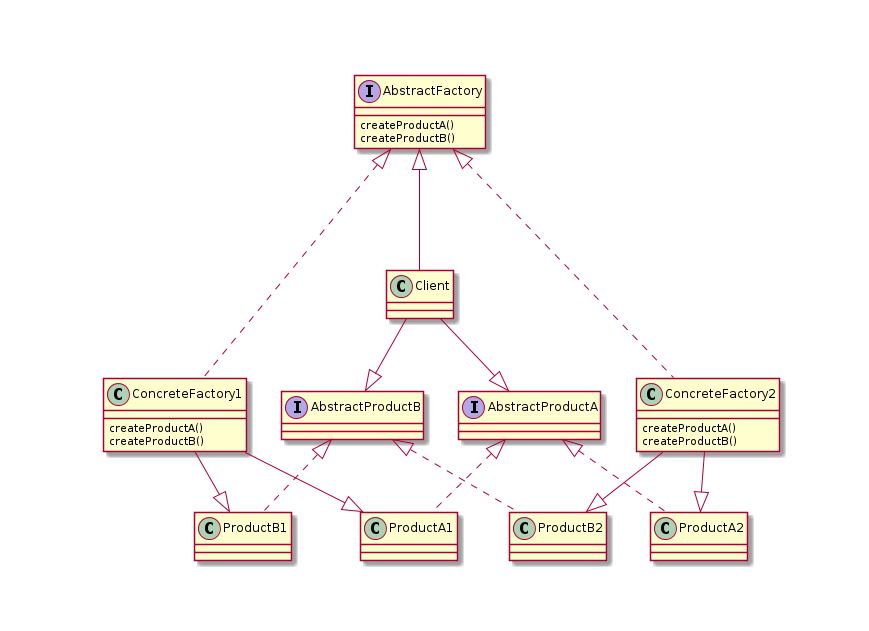 I AbstractFactory
createProductA()
createProductB()
C Client
C ConcreteFactory1
createProductA()
createProductB()
I AbstractProductB
I AbstractProductA
C ConcreteFactory2
createProductA()
createProductB()
C ProductB1
C ProductA1
C ProductB2
C ProductA2